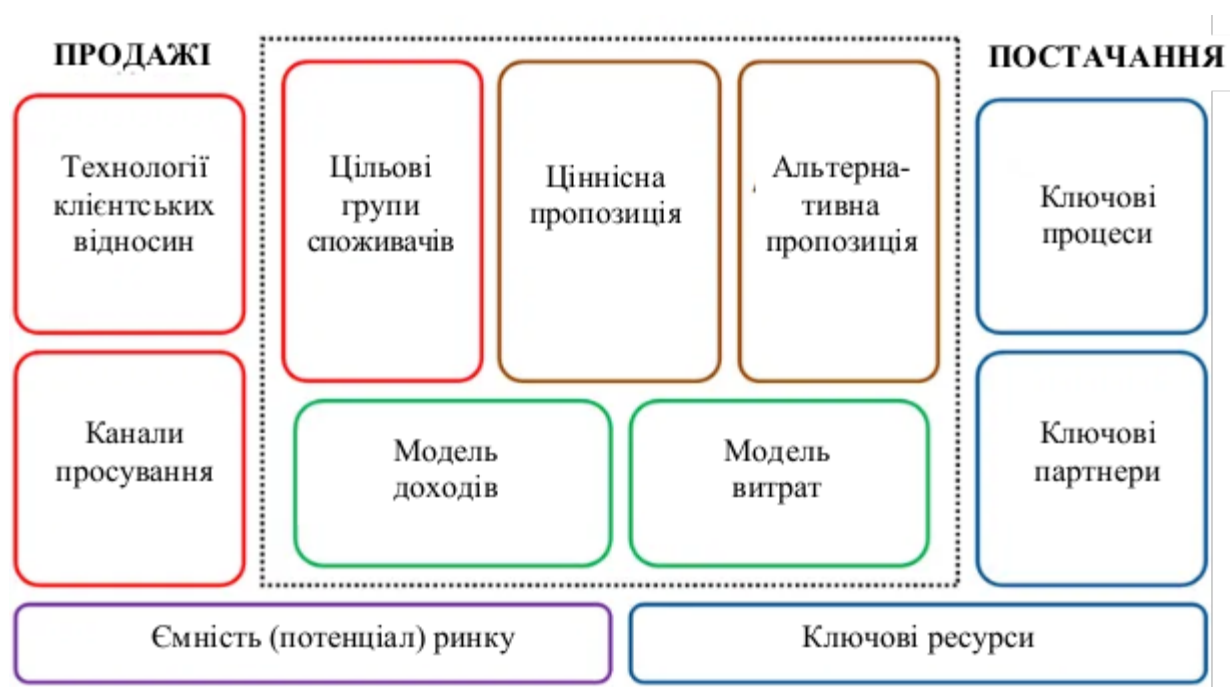 ПРОДАЖІ
ПОСТАЧАННЯ
Технології
клієнтських
відносин
Цільові
групи
споживачів
Ціннісна
пропозиція
Альтерна-
тивна
пропозиція
Ключові
процеси
Канали
просування
Модель
доходів
Модель
витрат
Ключові
партнери
Ємність (потенціал) ринку
Ключові ресурси